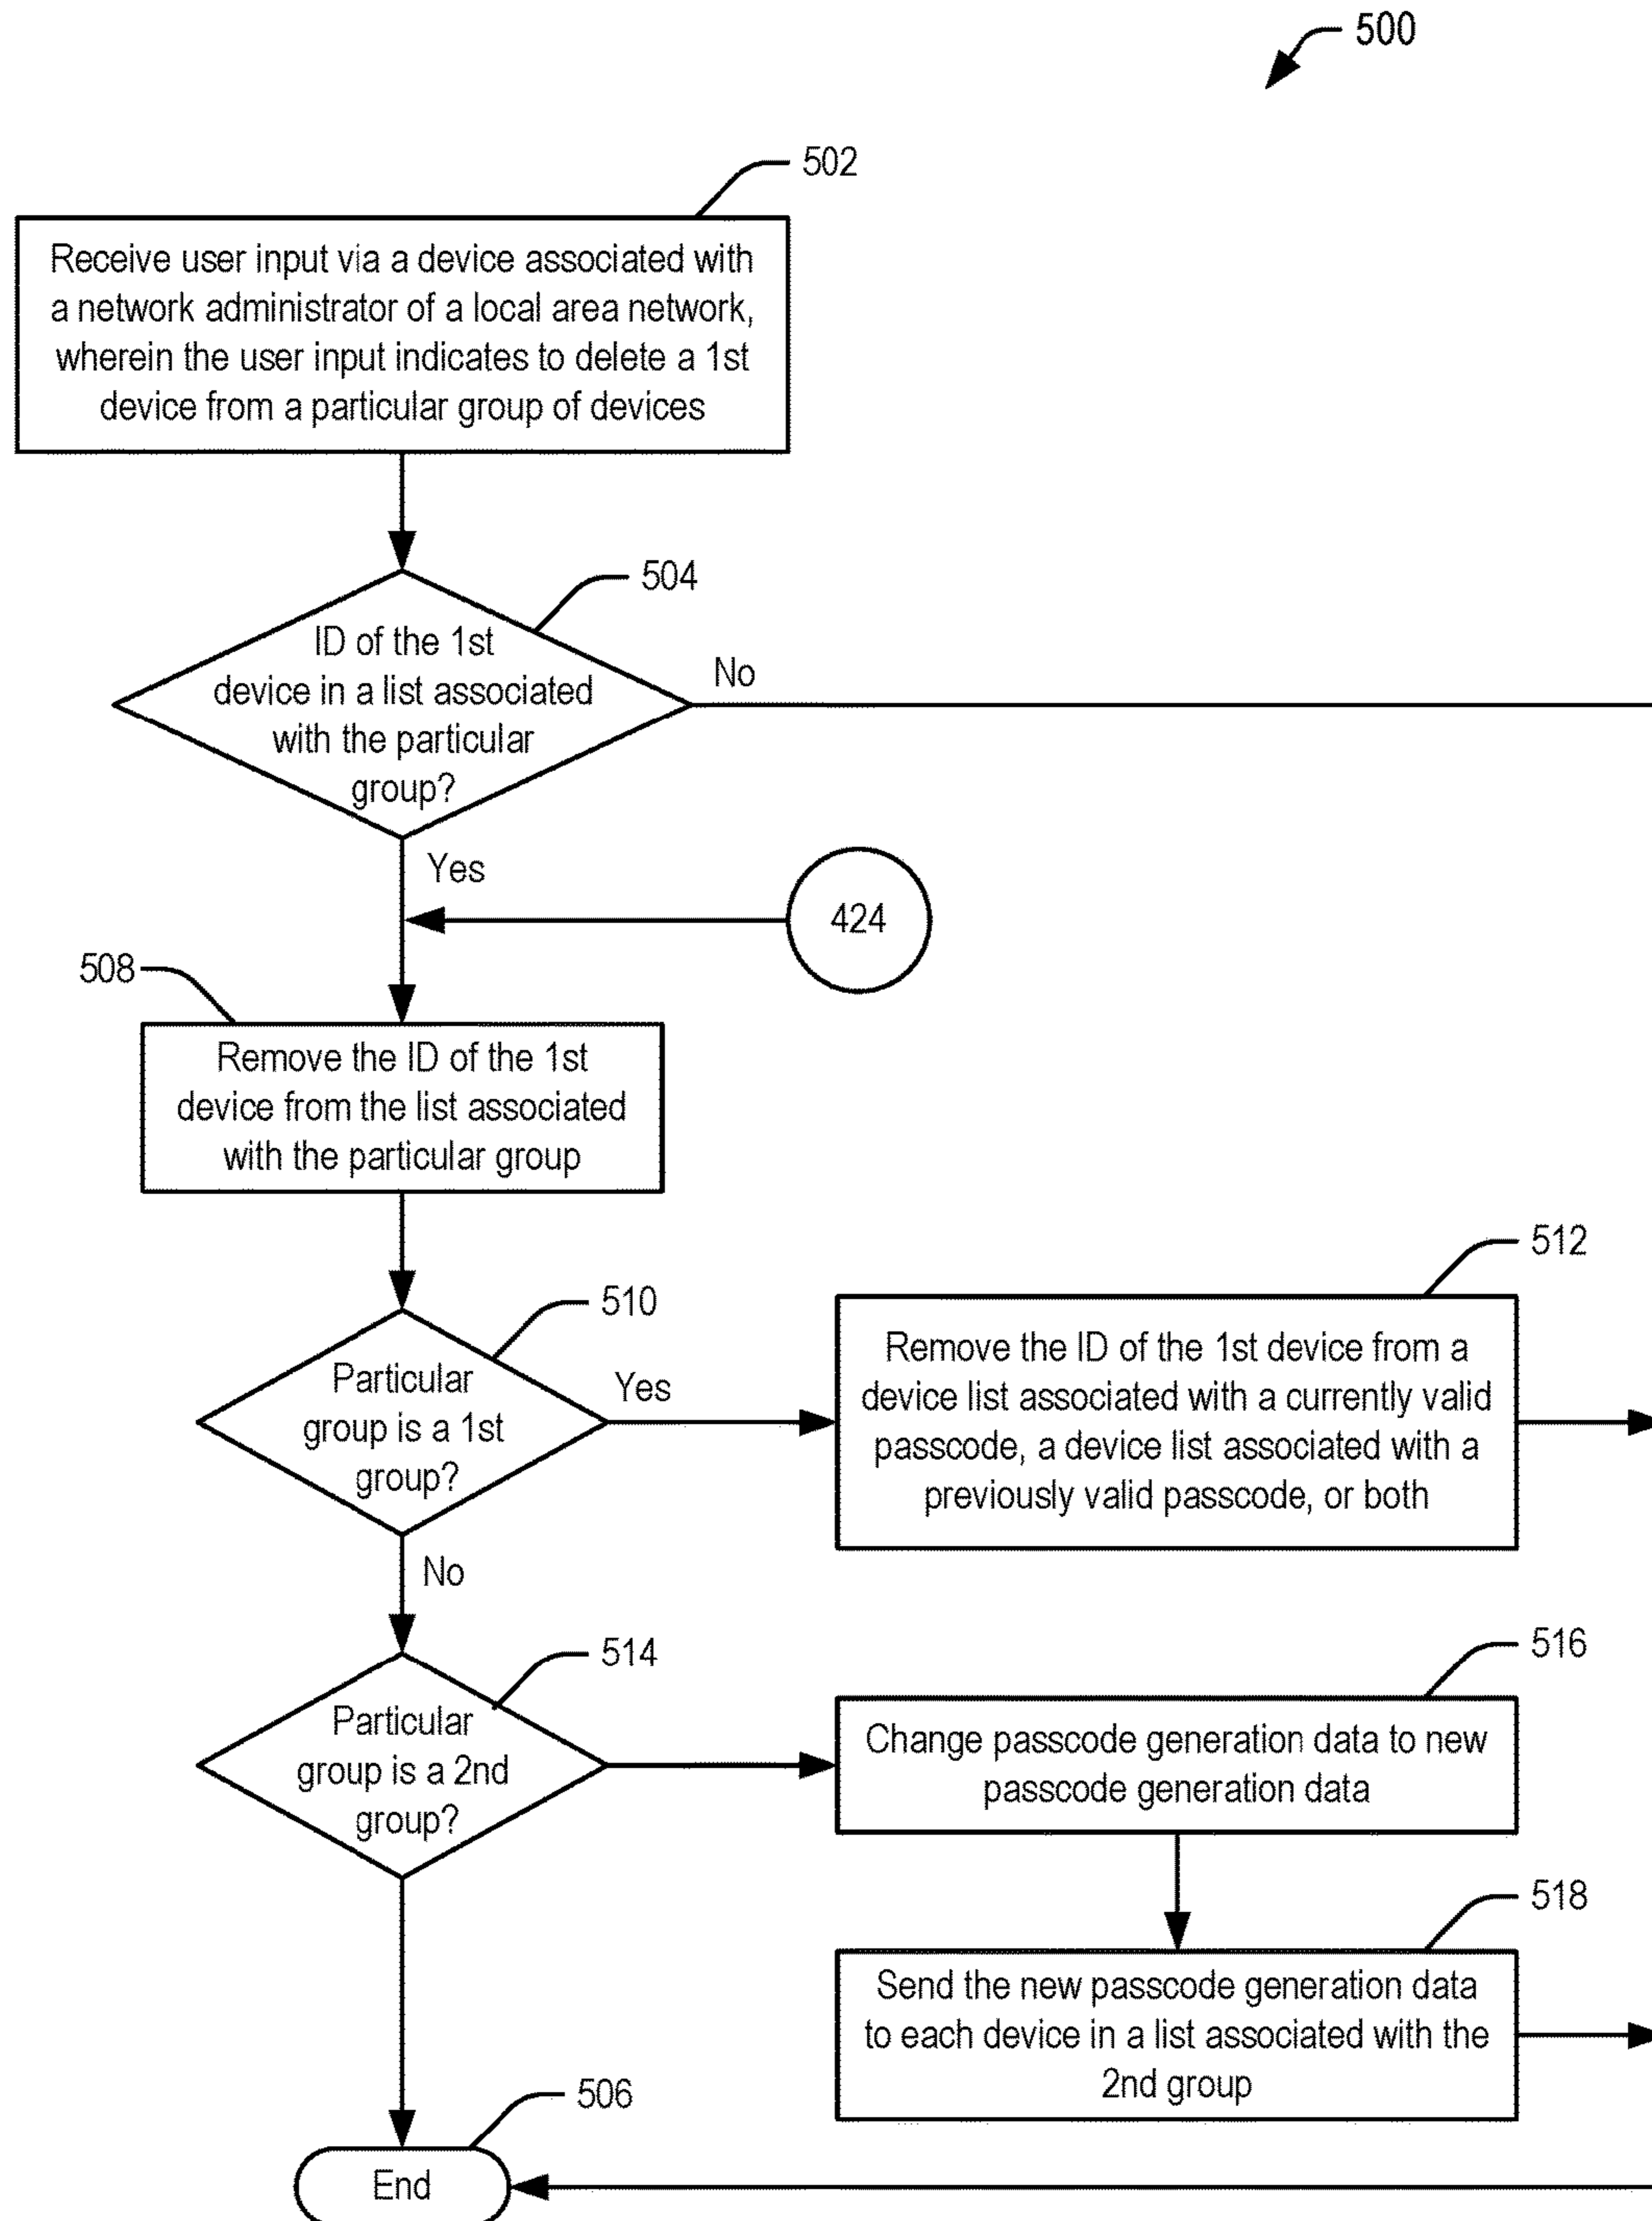 500
502
Receive user input via a device associated with
a network administrator of a local area network,
wherein the user input indicates to delete a 1st
device from a particular group of devices
504
ID of the 1st
device in a list associated
with the particular
group?
No
Yes
424
508
Remove the ID of the 1st
device from the list associated
with the particular group
510
Particular
group is a 1st
group?
Yes
512
Remove the ID of the 1st device from a
device list associated with a currently valid
passcode, a device list associated with a
previously valid passcode, or both
No
514
Particular
group is a 2nd
group?
516
Change passcode generation data to new
passcode generation data
518
Send the new passcode generation data
to each device in a list associated with the
2nd group
506
End